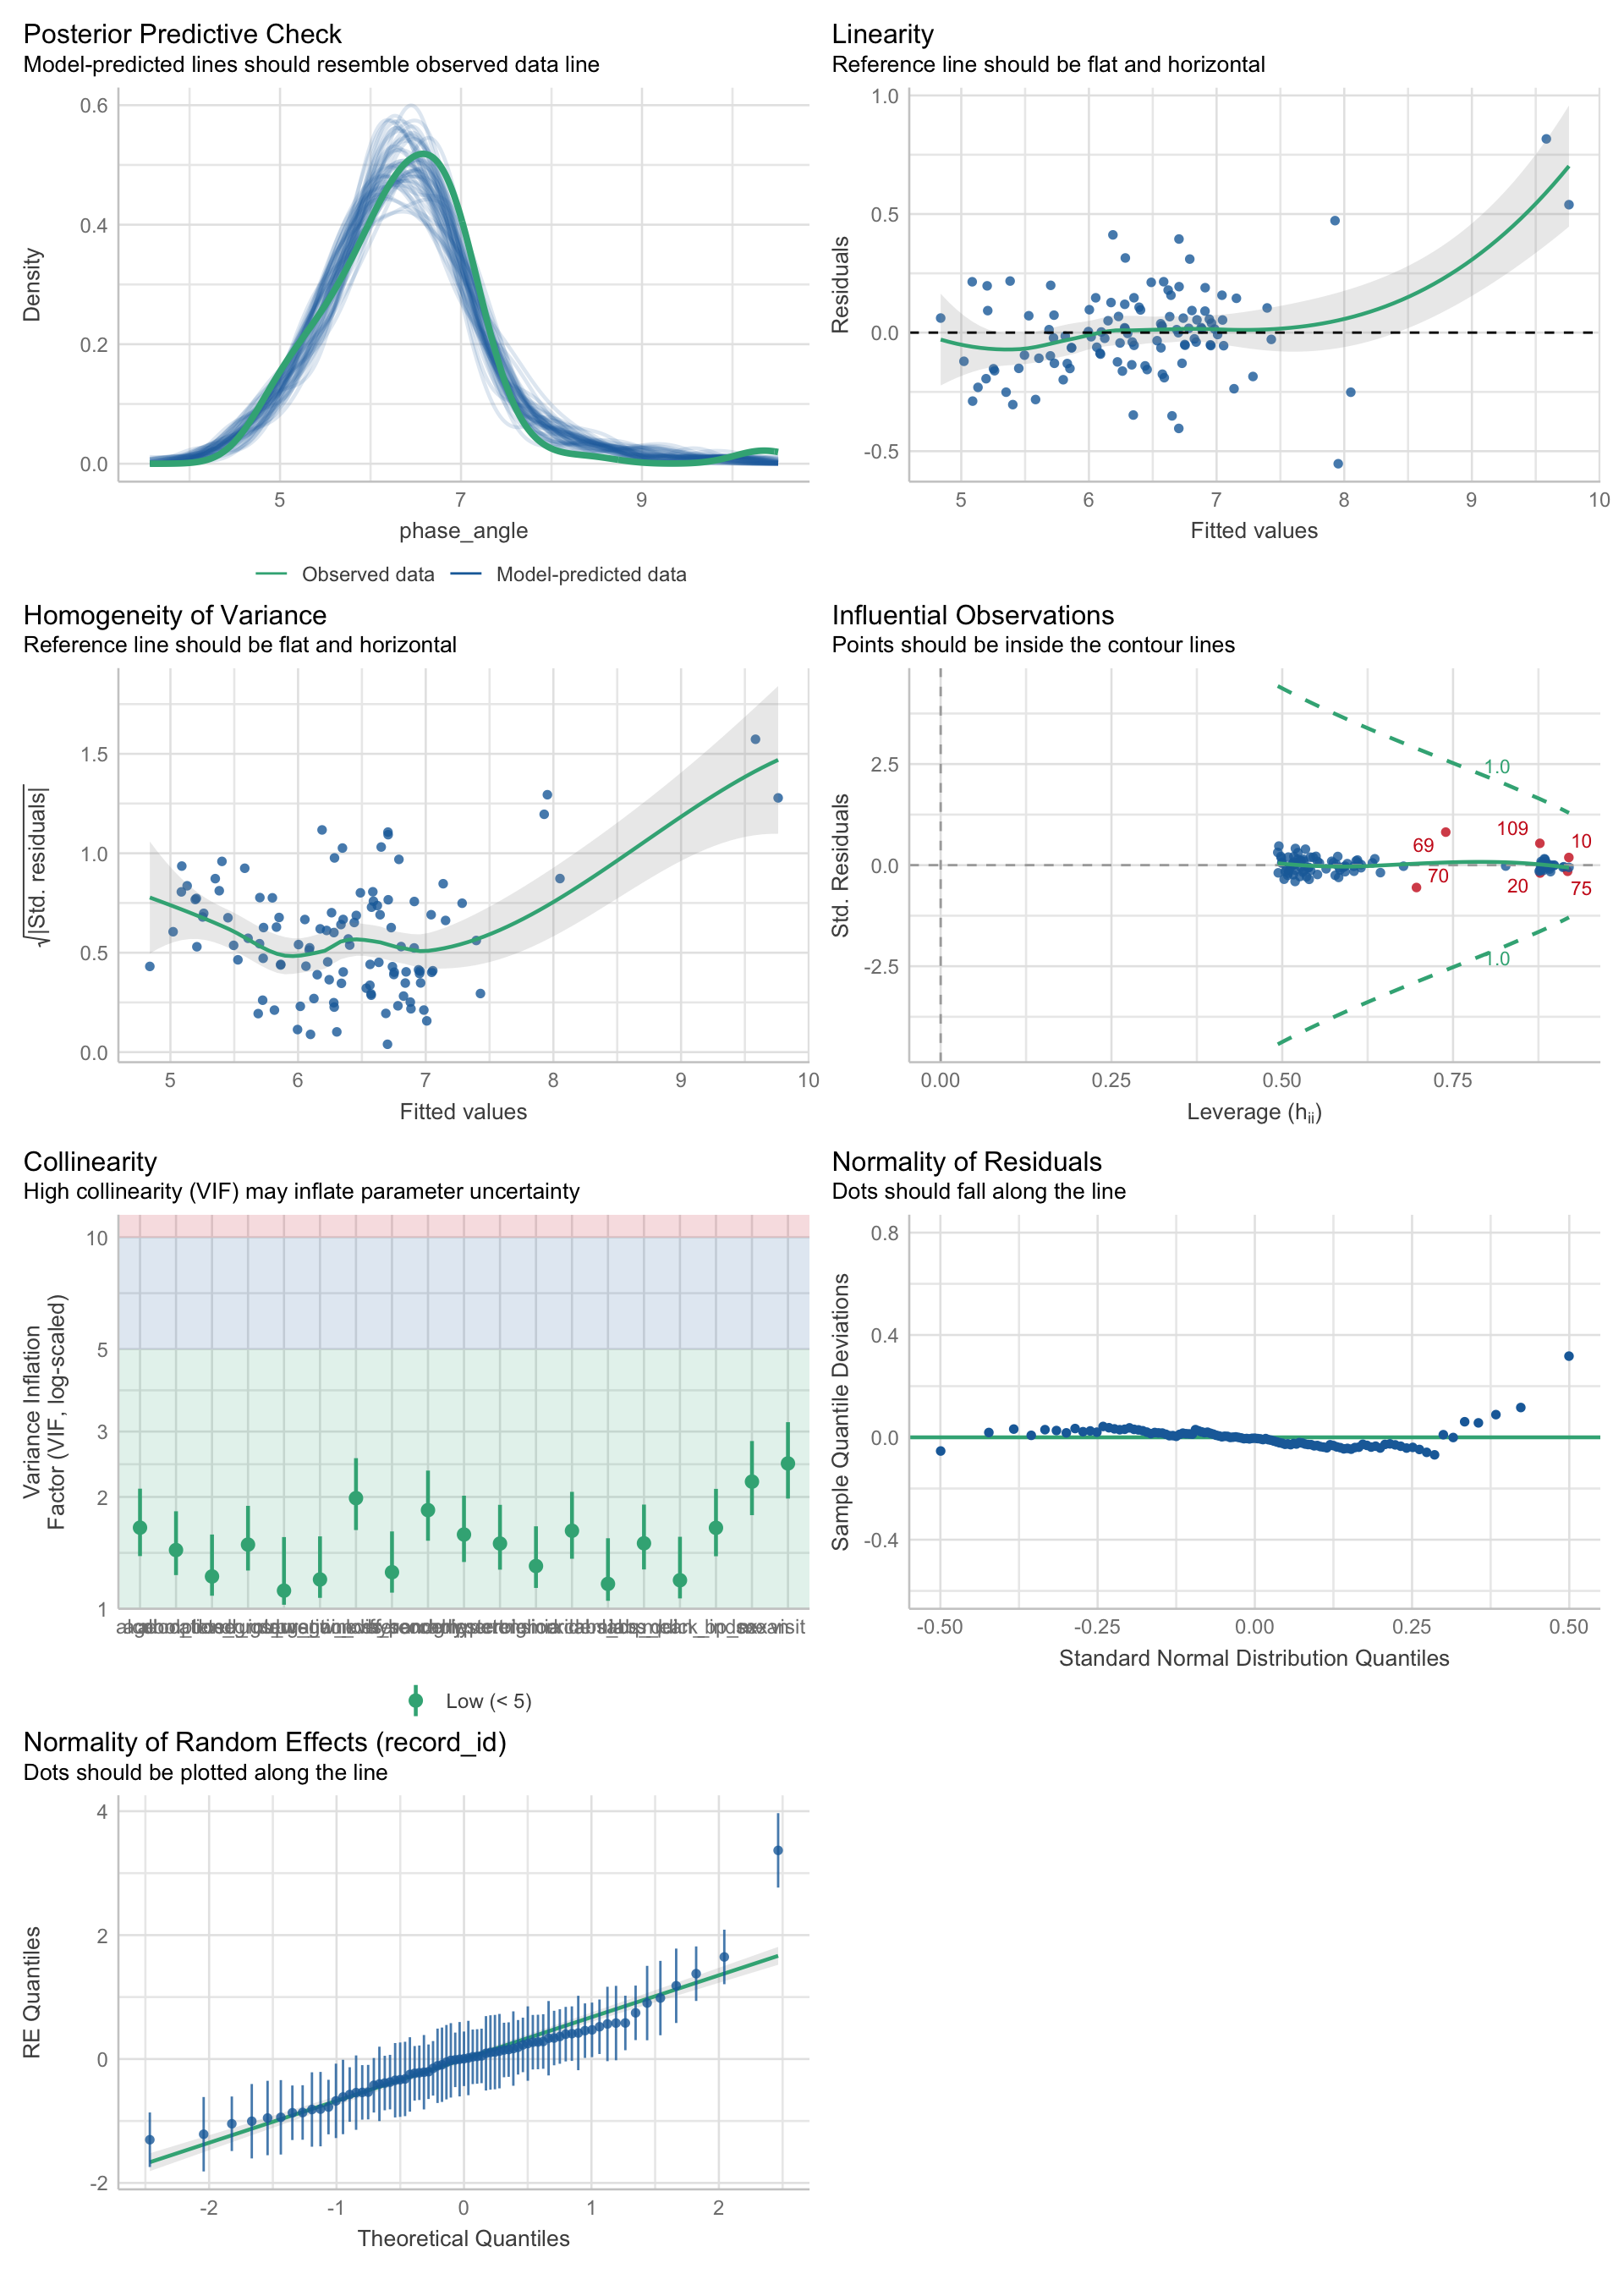 Posterior Predictive Check
Model-predicted lines should resemble observed data line
0.6
0.4
0.2
0.0
Density
5
7
9
phase_angle
Observed data
Model-predicted data
Linearity
Reference line should be flat and horizontal
1.0
0.5
0.0
-0.5
Residuals
5
6
7
8
9
10
Fitted values
Homogeneity of Variance
Reference line should be flat and horizontal
1.5
1.0
0.5
0.0
√|Std. residuals|
5
6
7
8
9
10
Fitted values
Influential Observations
Points should be inside the contour lines
2.5
0.0
-2.5
Std. Residuals
1.0
109
10
69
70
20
75
1.0
0.00
0.25
0.50
0.75
Leverage (hii)
Collinearity
High collinearity (VIF) may inflate parameter uncertainty
10
5
3
2
1
Variance Inflation
Factor (VIF, log-scaled)
visit
Low (< 5)
Normality of Residuals
Dots should fall along the line
0.8
0.4
0.0
-0.4
Sample Quantile Deviations
-0.50
-0.25
0.00
0.25
0.50
Standard Normal Distribution Quantiles
Normality of Random Effects (record_id)
Dots should be plotted along the line
4
2
0
-2
RE Quantiles
-2
-1
0
1
2
Theoretical Quantiles